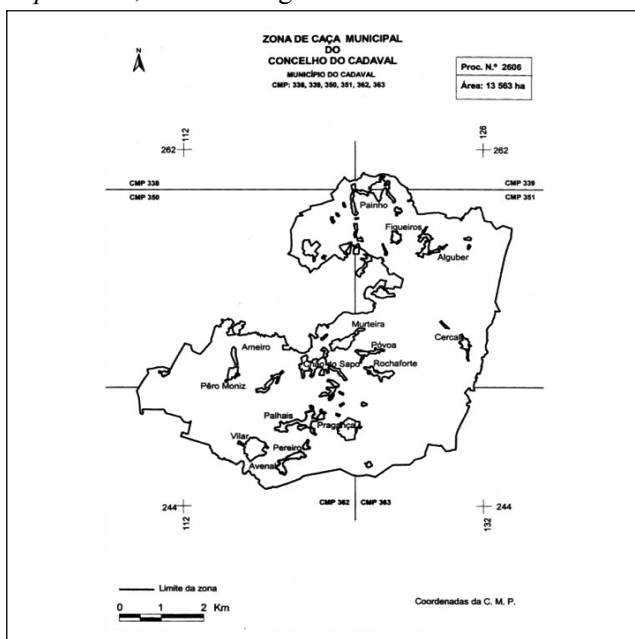 ZONA DE CAÇA MUNICIPAL
DO
CONCELHO DO CADAVAL
MUNICÍPIO DO CADAVAL
CMP: 338, 339, 350, 351, 362, 363
N
Proc. N.º 2606
Área: 13 563 ha
112
262
126
262
CMP 338
CMP 350
CMP 339
CMP 351
Painho
Figueiros
Alguber
Murteira
Ameiro
Póvoa
Cercal
Chão do Sapo
Rochaforte
Pêro Moniz
Palhais
Pragança
Vilar
Pereiro
Avenal
CMP 362
CMP 363
244
112
244
132
Limite da zona
0 1 2 Km
Coordenadas da C. M. P.